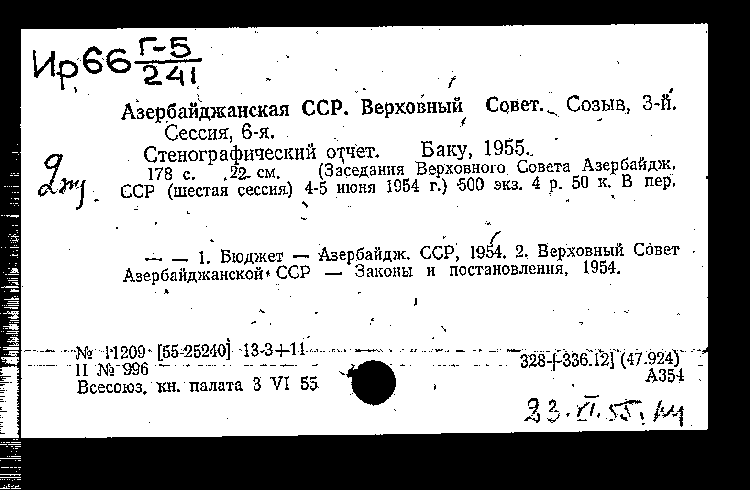 Ир66 Г-5/241
Азербайджанская ССР. Верховный Совет. Созыв, 3-й.
Сессия, 6-я.
Стенографический отчет. Баку, 1955.
178 с. 22 см. (Заседания Верховного Совета Азербайдж.
ССР (шестая сессия) 4-5 июня 1954 г.) 500 экз. 4 р. 50 к. В пер.
— — 1. Бюджет — Азербайдж. ССР, 1954. 2. Верховный Совет
Азербайджанской ССР — Законы и постановления, 1954.
№ 11209 [55-25240] 13-3+11
II № 996
Всесоюз. кн. палата 3 VI 55
328+336.12] (47.924)
А354
23.VI.55.